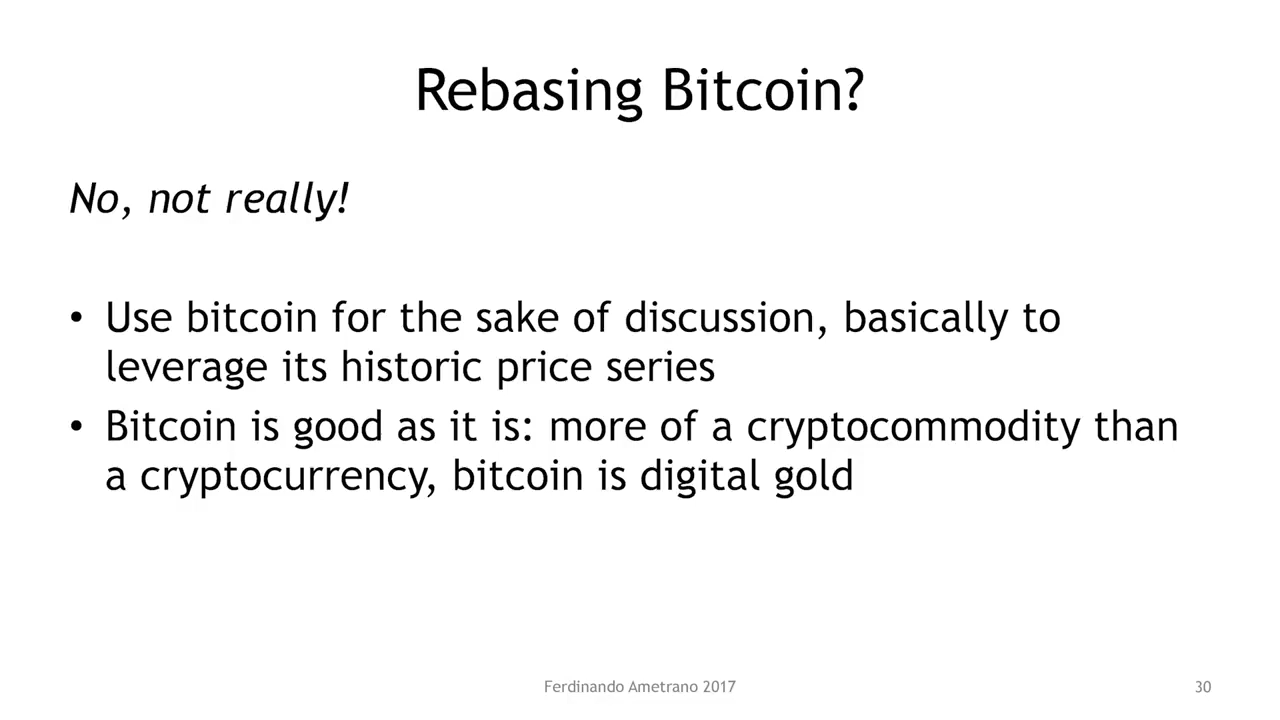 Rebasing Bitcoin?
No, not really!
• Use bitcoin for the sake of discussion, basically to
leverage its historic price series
• Bitcoin is good as it is: more of a cryptocommodity than
a cryptocurrency, bitcoin is digital gold
Ferdinando Ametrano 2017
30